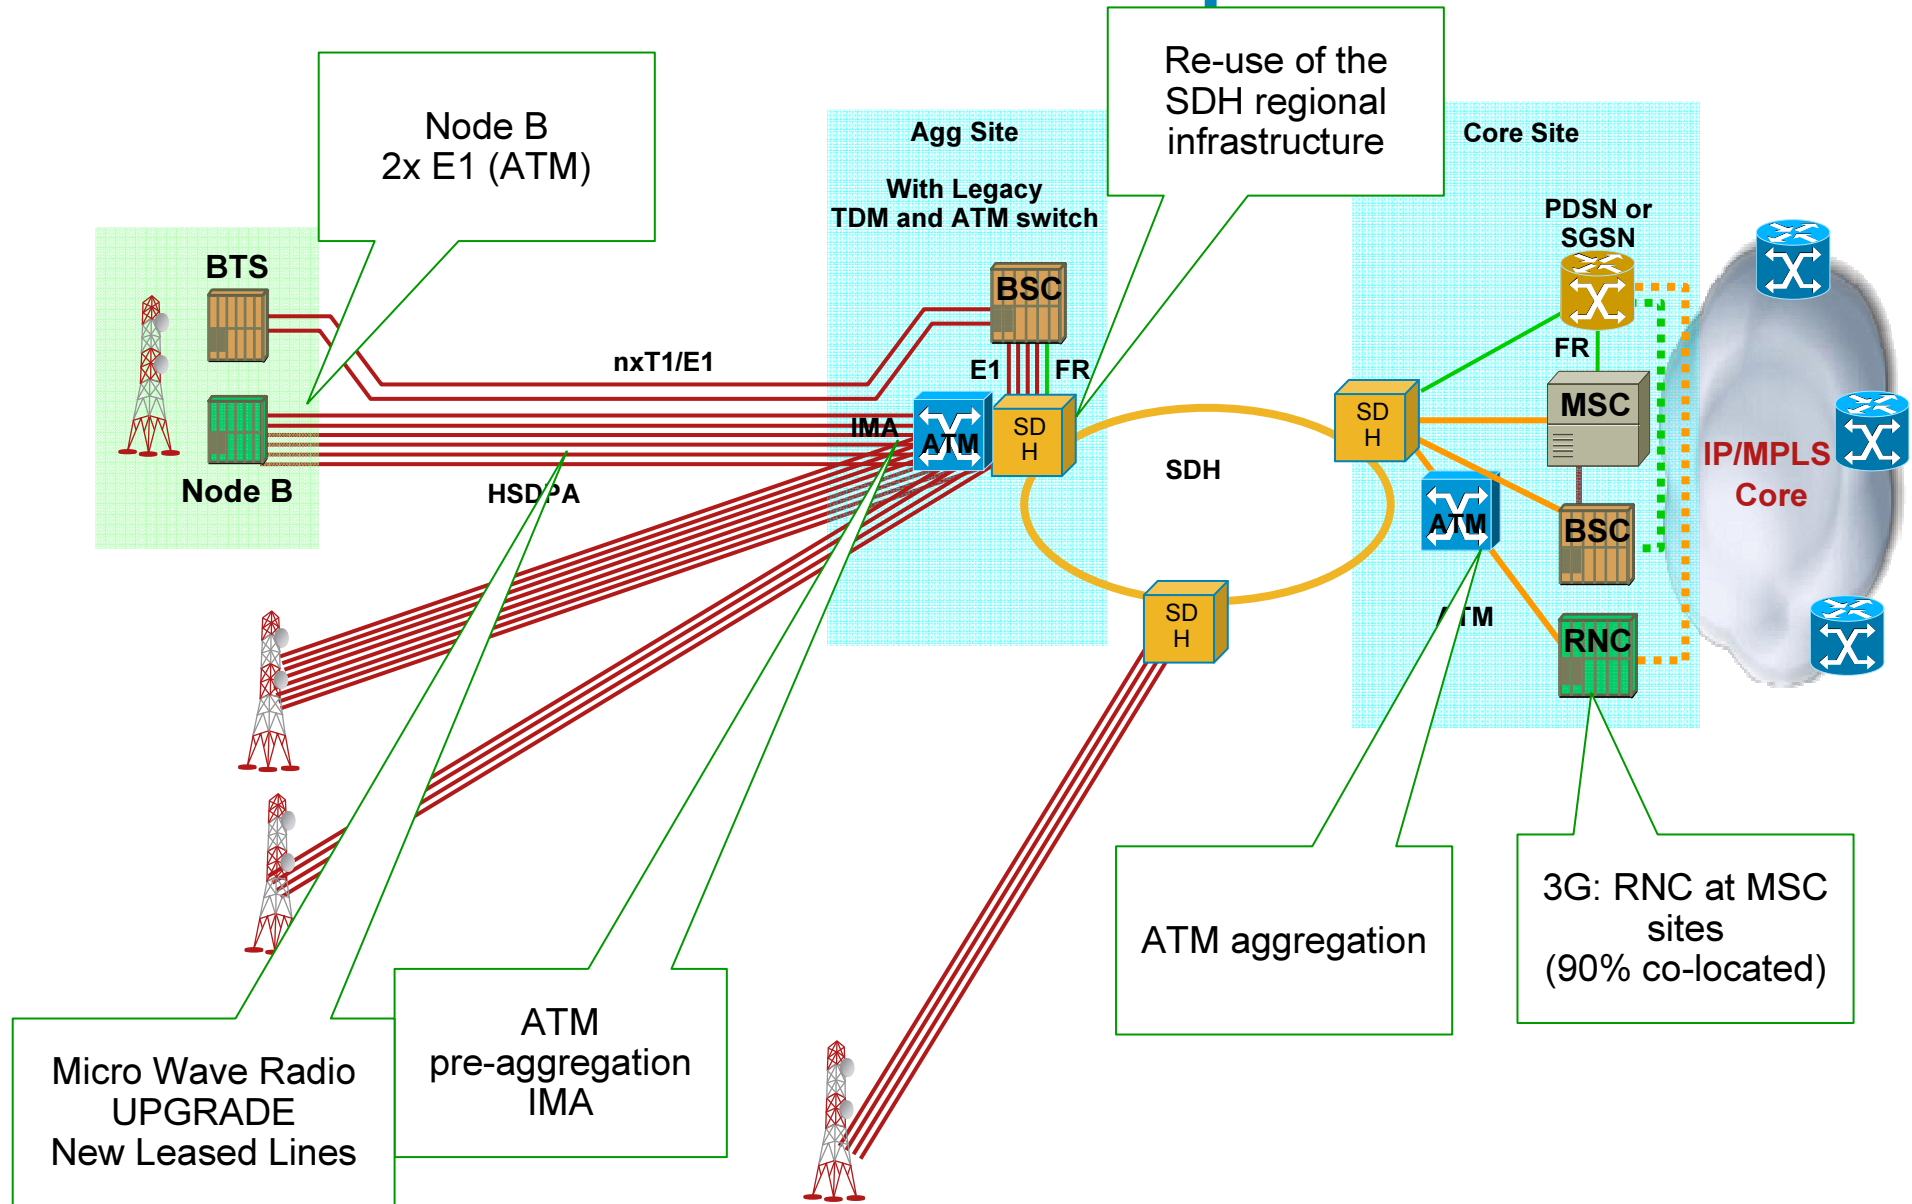 Node B
2x E1 (ATM)
Re-use of the
SDH regional
infrastructure
Agg Site
With Legacy
TDM and ATM switch
Core Site
PDSN or
SGSN
BTS
BSC
nxT1/E1
E1
FR
FR
MSC
IMA
ATM
SD
H
SD
H
SDH
IP/MPLS
Core
Node B
HSDPA
ATM
BSC
SD
H
ATM
RNC
ATM aggregation
3G: RNC at MSC
sites
(90% co-located)
ATM
pre-aggregation
IMA
Micro Wave Radio
UPGRADE
New Leased Lines